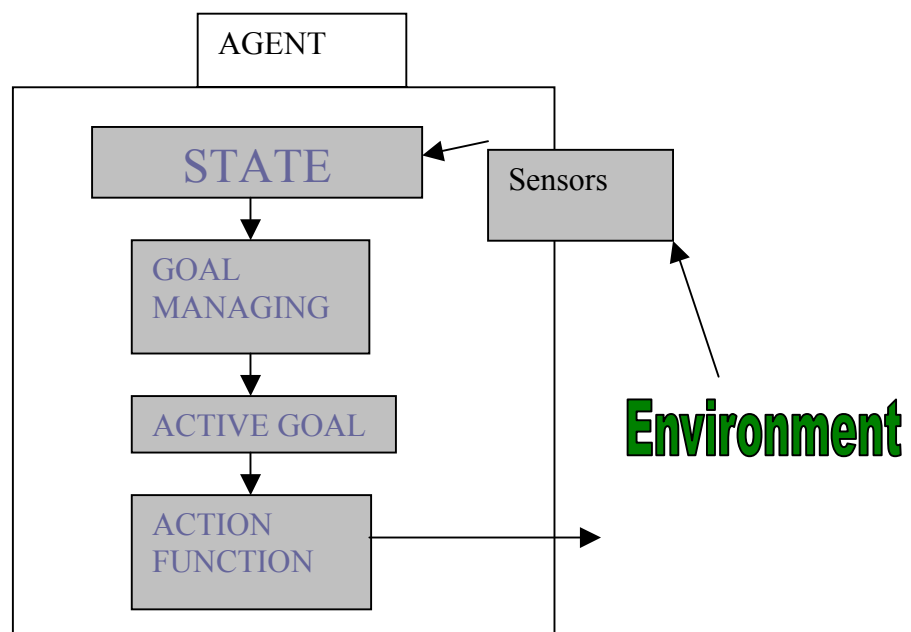 AGENT
STATE
Sensors
GOAL
MANAGING
ACTIVE GOAL
Environment
ACTION
FUNCTION